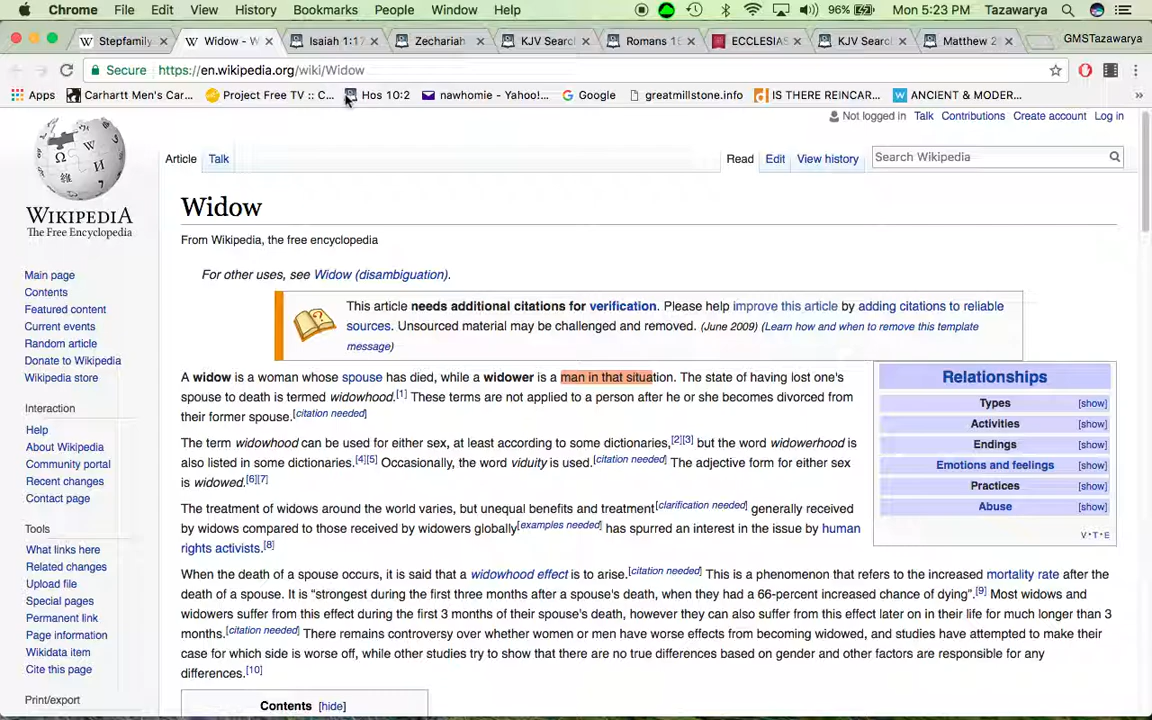 Chrome File Edit View History Bookmarks People Window Help 96% Mon 5:23 PM Tazawarya
Stepfamily Widow - W Isaiah 1:17 Zechariah KJV Searc Romans 16 ECCLESIAS KJV Searc Matthew 2 GMSTazawarya
Secure https://en.wikipedia.org/wiki/Widow
Apps Carhartt Men's Car... Project Free TV :: C... Hos 10:2 nawhomie - Yahoo!... Google greatmillstone.info IS THERE REINCAR... ANCIENT & MODER... »
Not logged in Talk Contributions Create account Log in
Article Talk Read Edit View history Search Wikipedia
WIKIPEDIA
The Free Encyclopedia
Main page
Contents
Featured content
Current events
Random article
Donate to Wikipedia
Wikipedia store
Interaction
Help
About Wikipedia
Community portal
Recent changes
Contact page
Tools
What links here
Related changes
Upload file
Special pages
Permanent link
Page information
Wikidata item
Cite this page
Print/export
Widow
From Wikipedia, the free encyclopedia
For other uses, see Widow (disambiguation).
This article needs additional citations for verification. Please help improve this article by adding citations to reliable
sources. Unsourced material may be challenged and removed. (June 2009) (Learn how and when to remove this template
message)
A widow is a woman whose spouse has died, while a widower is a man in that situation. The state of having lost one's
spouse to death is termed widowhood.[1] These terms are not applied to a person after he or she becomes divorced from
their former spouse.[citation needed]
The term widowhood can be used for either sex, at least according to some dictionaries,[2][3] but the word widowerhood is
also listed in some dictionaries.[4][5] Occasionally, the word viduity is used.[citation needed] The adjective form for either sex
is widowed.[6][7]
The treatment of widows around the world varies, but unequal benefits and treatment[clarification needed] generally received
by widows compared to those received by widowers globally[examples needed] has spurred an interest in the issue by human
rights activists.[8]
When the death of a spouse occurs, it is said that a widowhood effect is to arise.[citation needed] This is a phenomenon that refers to the increased mortality rate after the
death of a spouse. It is "strongest during the first three months after a spouse's death, when they had a 66-percent increased chance of dying".[9] Most widows and
widowers suffer from this effect during the first 3 months of their spouse's death, however they can also suffer from this effect later on in their life for much longer than 3
months.[citation needed] There remains controversy over whether women or men have worse effects from becoming widowed, and studies have attempted to make their
case for which side is worse off, while other studies try to show that there are no true differences based on gender and other factors are responsible for any
differences.[10]
Contents [hide]
Relationships
Types [show]
Activities [show]
Endings [show]
Emotions and feelings [show]
Practices [show]
Abuse [show]
V·T·E